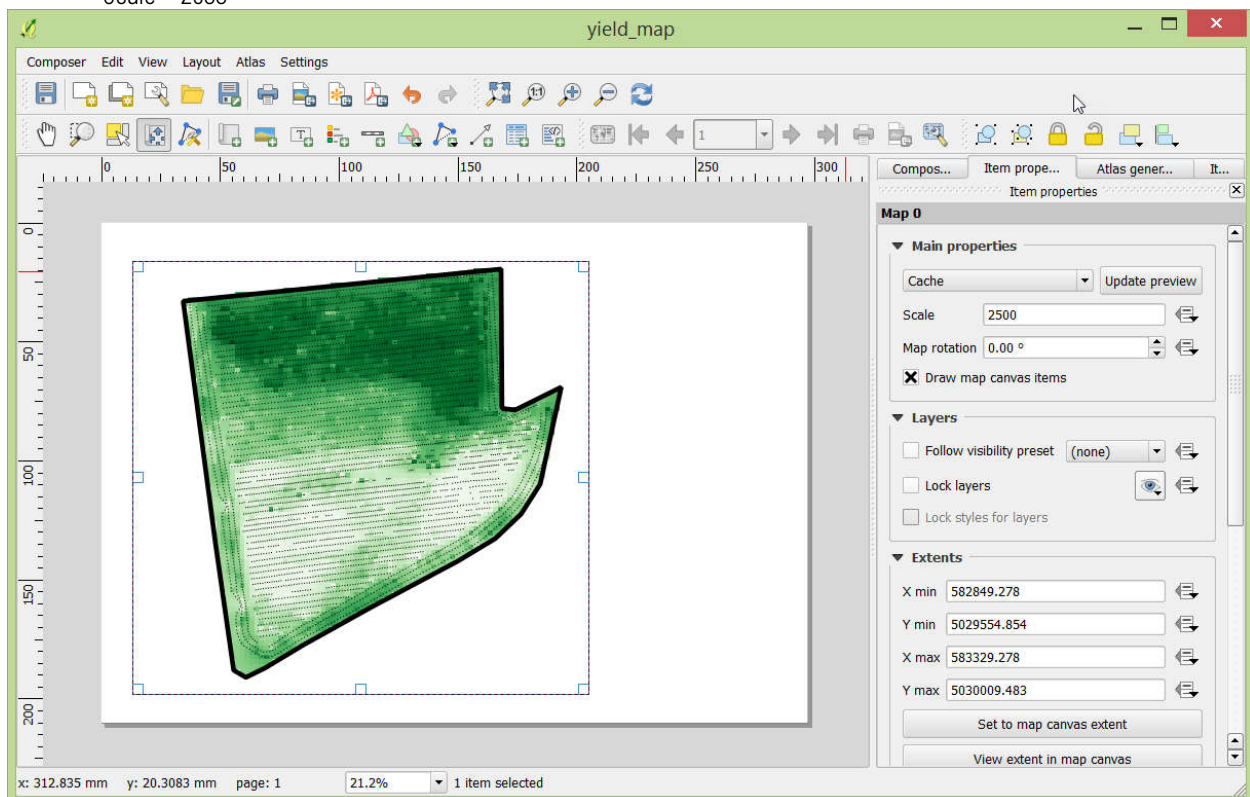 yield_map
Composer Edit View Layout Atlas Settings
1:1
1
0 50 100 150 200 250 300
0
50
100
150
200
Compos... Item prope... Atlas gener... It...
Item properties
Map 0
Main properties
Cache Update preview
Scale 2500
Map rotation 0.00 °
Draw map canvas items
Layers
Follow visibility preset (none)
Lock layers
Lock styles for layers
Extents
X min 582849.278
Y min 5029554.854
X max 583329.278
Y max 5030009.483
Set to map canvas extent
View extent in map canvas
x: 312.835 mm y: 20.3083 mm page: 1 21.2% 1 item selected